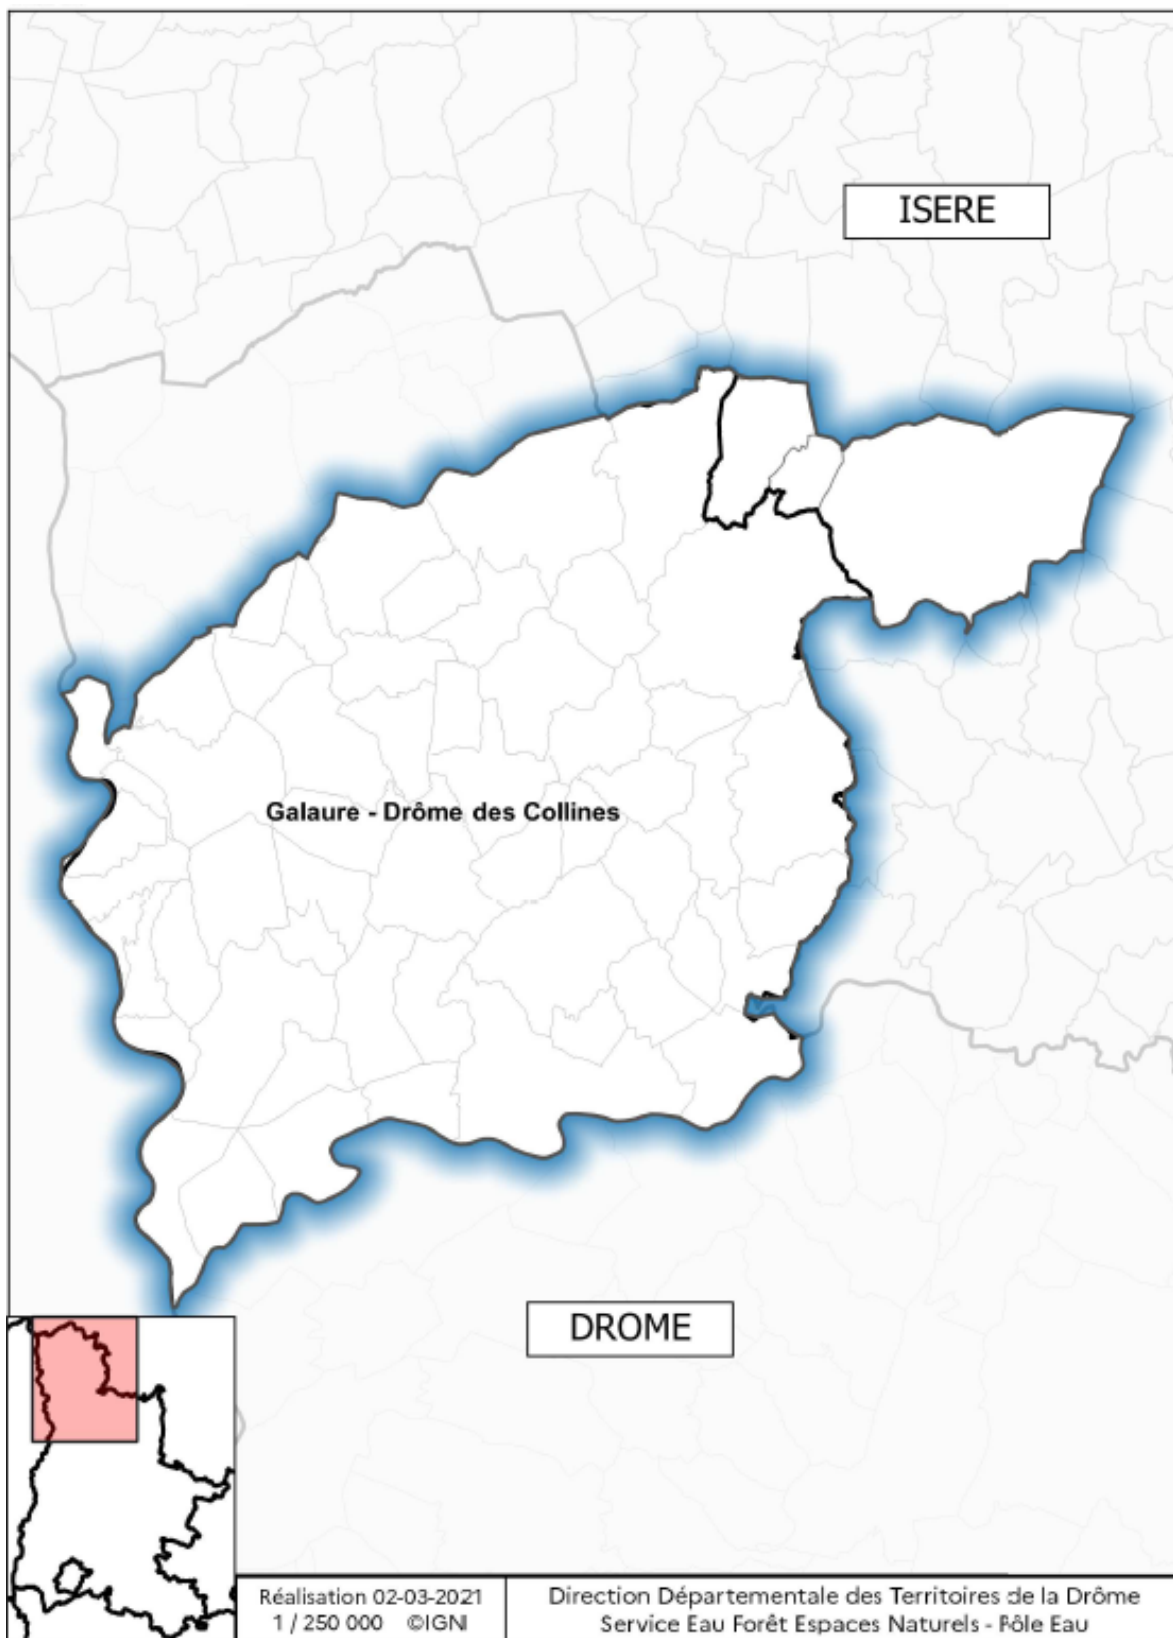 ISERE
Galaure - Drôme des Collines
DROME
Réalisation 02-03-2021
1 / 250 000 ©IGN
Direction Départementale des Territoires de la Drôme
Service Eau Forêt Espaces Naturels - Pôle Eau